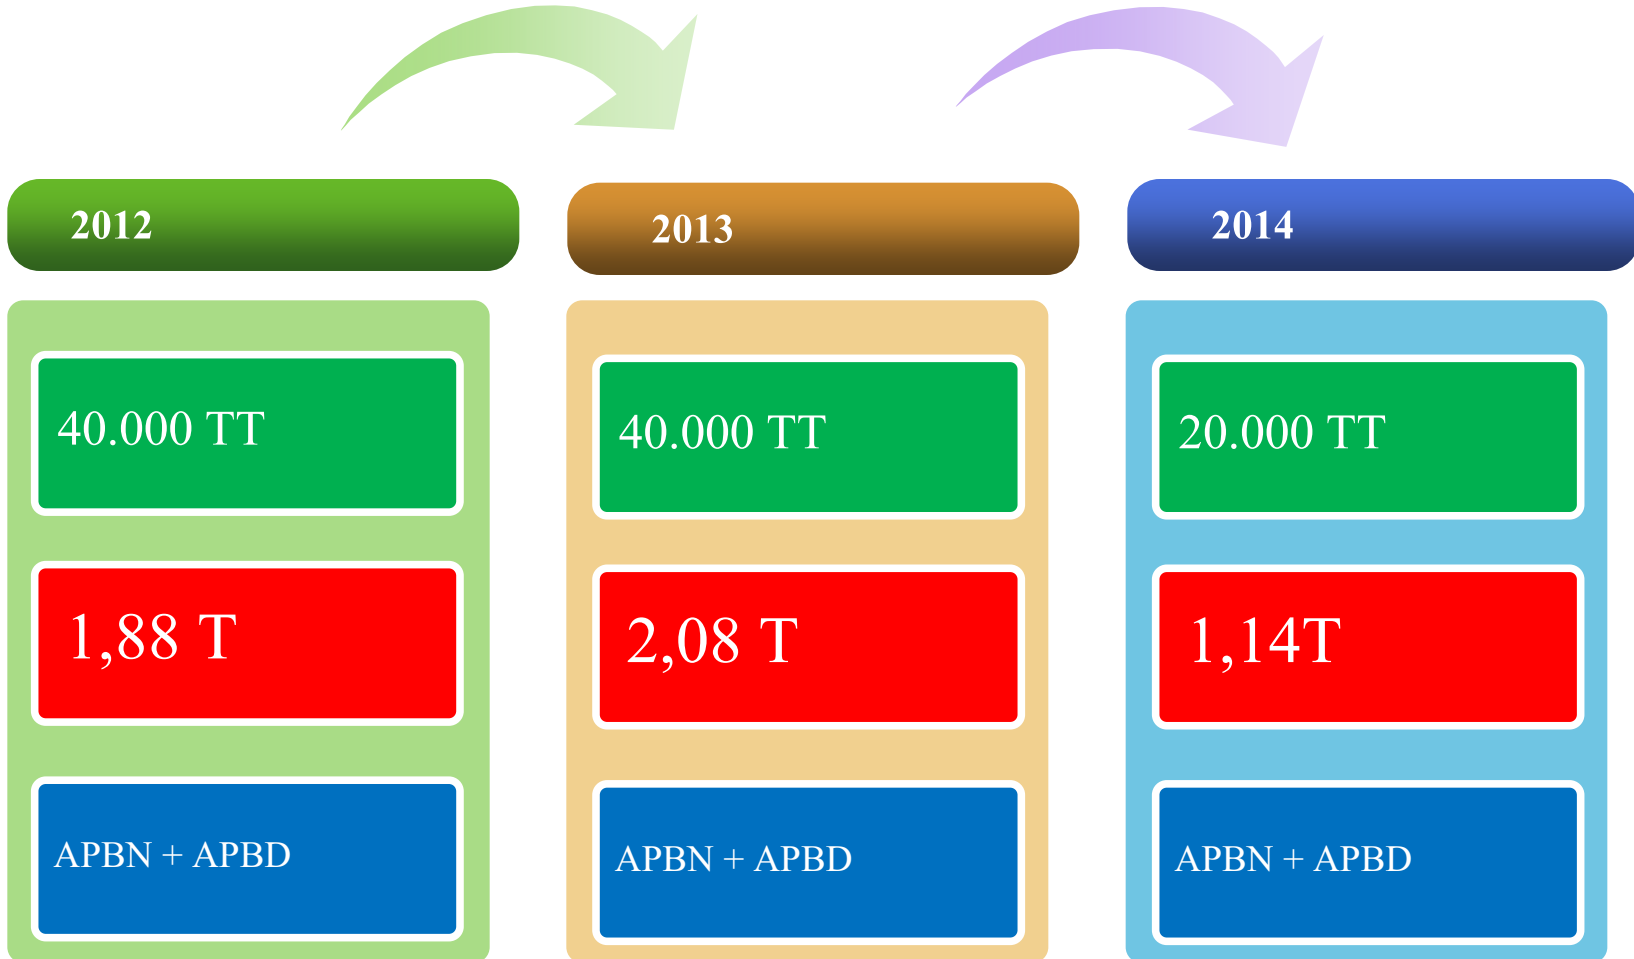 2012
40.000 TT
1,88 T
APBN + APBD
2013
40.000 TT
2,08 T
APBN + APBD
2014
20.000 TT
1,14T
APBN + APBD